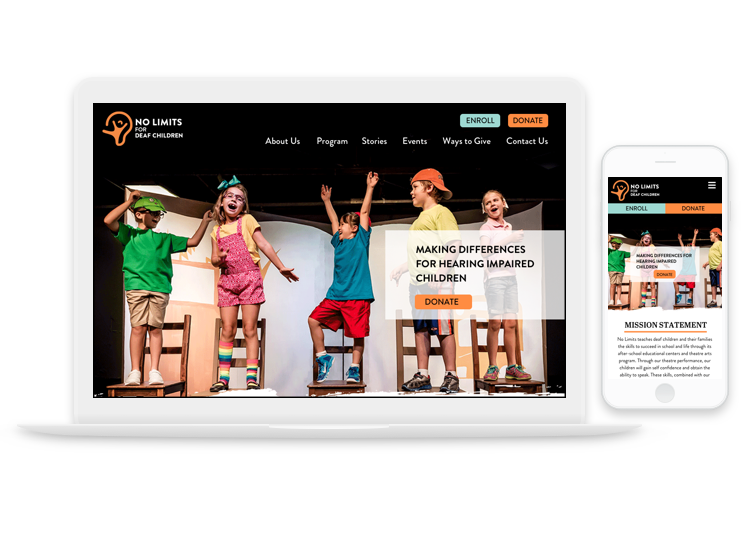 NO LIMITS
FOR
DEAF CHILDREN
ENROLL
DONATE
About Us
Program
Stories
Events
Ways to Give
Contact Us
MAKING DIFFERENCES
FOR HEARING IMPAIRED
CHILDREN
DONATE
NO LIMITS
FOR
DEAF CHILDREN
ENROLL
DONATE
MAKING DIFFERENCES FOR
HEARING IMPAIRED
CHILDREN
DONATE
MISSION STATEMENT
No Limits teaches deaf children and their families
the skills to succeed in school and life through its
after-school educational centers and theatre arts
program. Through our theatre performance, our
children will gain self confidence and obtain the
ability to speak. These skills, combined with our